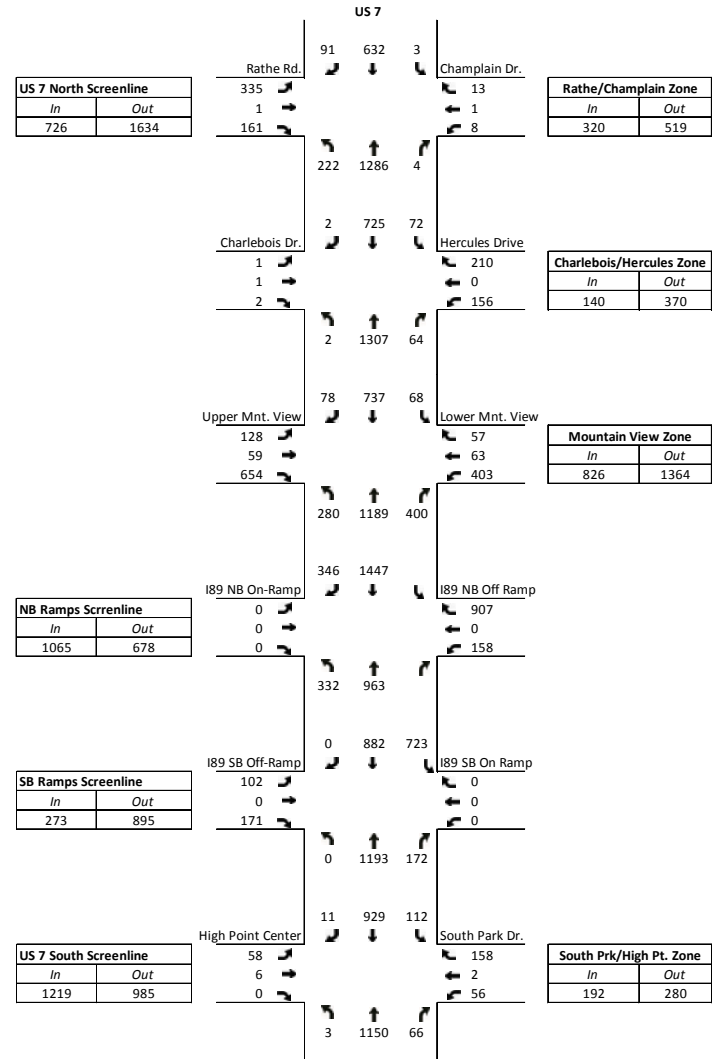 US 7
91 632 3
Rathe Rd. Champlain Dr.
US 7 North Screenline 335 13 Rathe/Champlain Zone
In Out 1 1 In Out
726 1634 161 8 320 519
222 1286 4
2 725 72
Charlebois Dr. Hercules Drive
1 210 Charlebois/Hercules Zone
1 0 In Out
2 156 140 370
2 1307 64
78 737 68
Upper Mnt. View Lower Mnt. View
128 57 Mountain View Zone
59 63 In Out
654 403 826 1364
280 1189 400
346 1447
I89 NB On-Ramp I89 NB Off Ramp
NB Ramps Scrrenline 0 907
In Out 0 0
1065 678 0 158
332 963
0 882 723
I89 SB Off-Ramp I89 SB On Ramp
SB Ramps Screenline 102 0
In Out 0 0
273 895 171 0
0 1193 172
11 929 112
High Point Center South Park Dr.
US 7 South Screenline 58 158 South Prk/High Pt. Zone
In Out 6 2 In Out
1219 985 0 56 192 280
3 1150 66